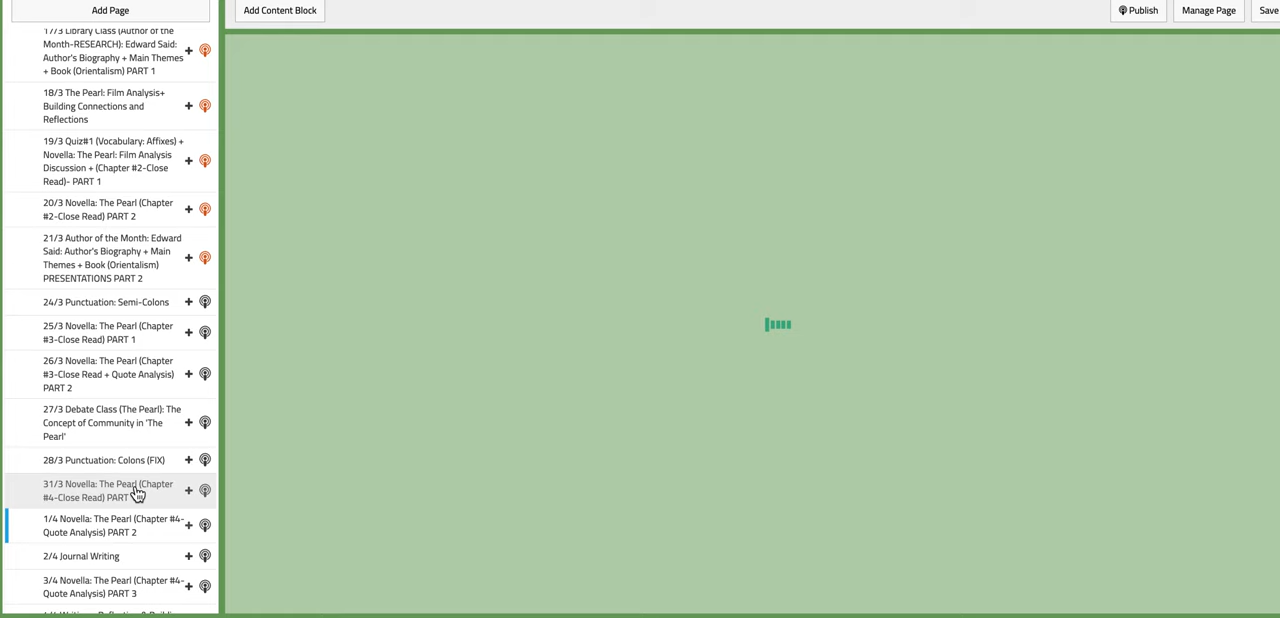 Add Page
Add Content Block
Publish
Manage Page
Save
17/3 Library Class (Author of the
Month-RESEARCH): Edward Said:
Author's Biography + Main Themes
+ Book (Orientalism) PART 1
18/3 The Pearl: Film Analysis+
Building Connections and
Reflections
19/3 Quiz#1 (Vocabulary: Affixes) +
Novella: The Pearl: Film Analysis
Discussion + (Chapter #2-Close
Read)- PART 1
20/3 Novella: The Pearl (Chapter
#2-Close Read) PART 2
21/3 Author of the Month: Edward
Said: Author's Biography + Main
Themes + Book (Orientalism)
PRESENTATIONS PART 2
24/3 Punctuation: Semi-Colons
25/3 Novella: The Pearl (Chapter
#3-Close Read) PART 1
26/3 Novella: The Pearl (Chapter
#3-Close Read + Quote Analysis)
PART 2
27/3 Debate Class (The Pearl): The
Concept of Community in 'The
Pearl'
28/3 Punctuation: Colons (FIX)
31/3 Novella: The Pearl (Chapter
#4-Close Read) PART
1/4 Novella: The Pearl (Chapter #4-
Quote Analysis) PART 2
2/4 Journal Writing
3/4 Novella: The Pearl (Chapter #4-
Quote Analysis) PART 3